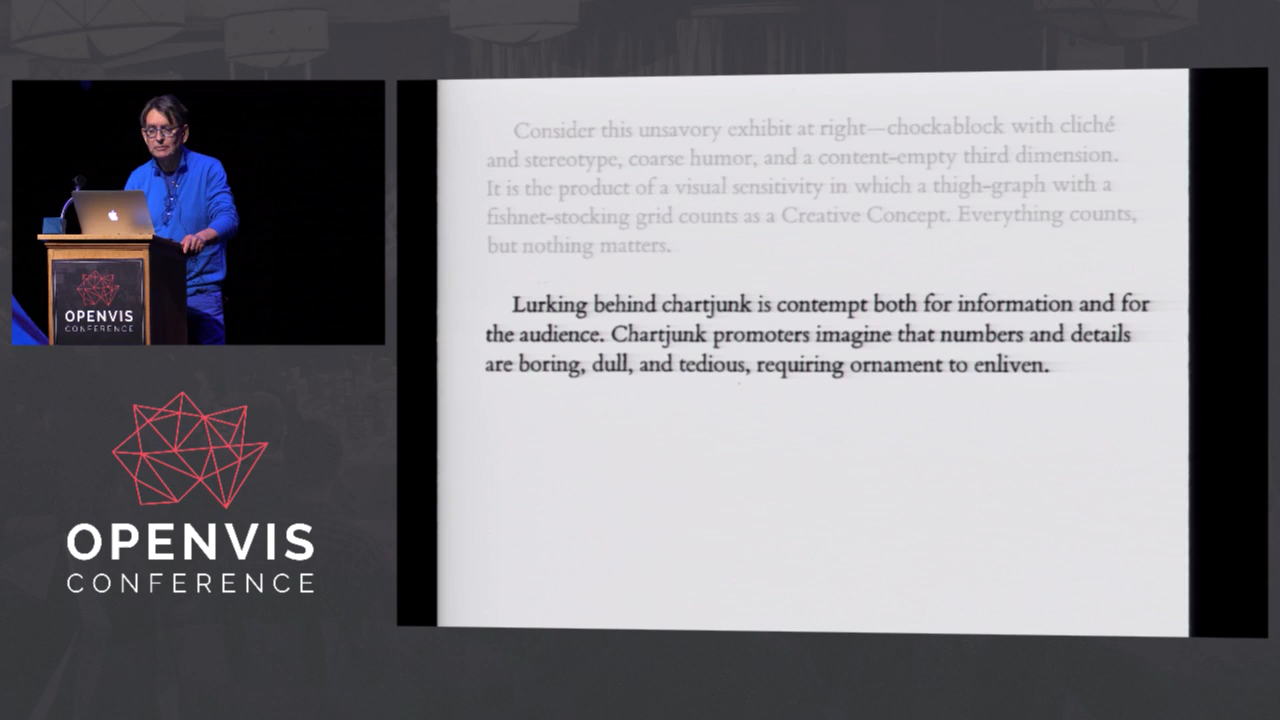 Consider this unsavory exhibit at right—chockablock with cliché
and stereotype, coarse humor, and a content-empty third dimension.
It is the product of a visual sensitivity in which a thigh-graph with a
fishnet-stocking grid counts as a Creative Concept. Everything counts,
but nothing matters.
Lurking behind chartjunk is contempt both for information and for
the audience. Chartjunk promoters imagine that numbers and details
are boring, dull, and tedious, requiring ornament to enliven.
OPENVIS
CONFERENCE
OPENVIS
CONFERENCE